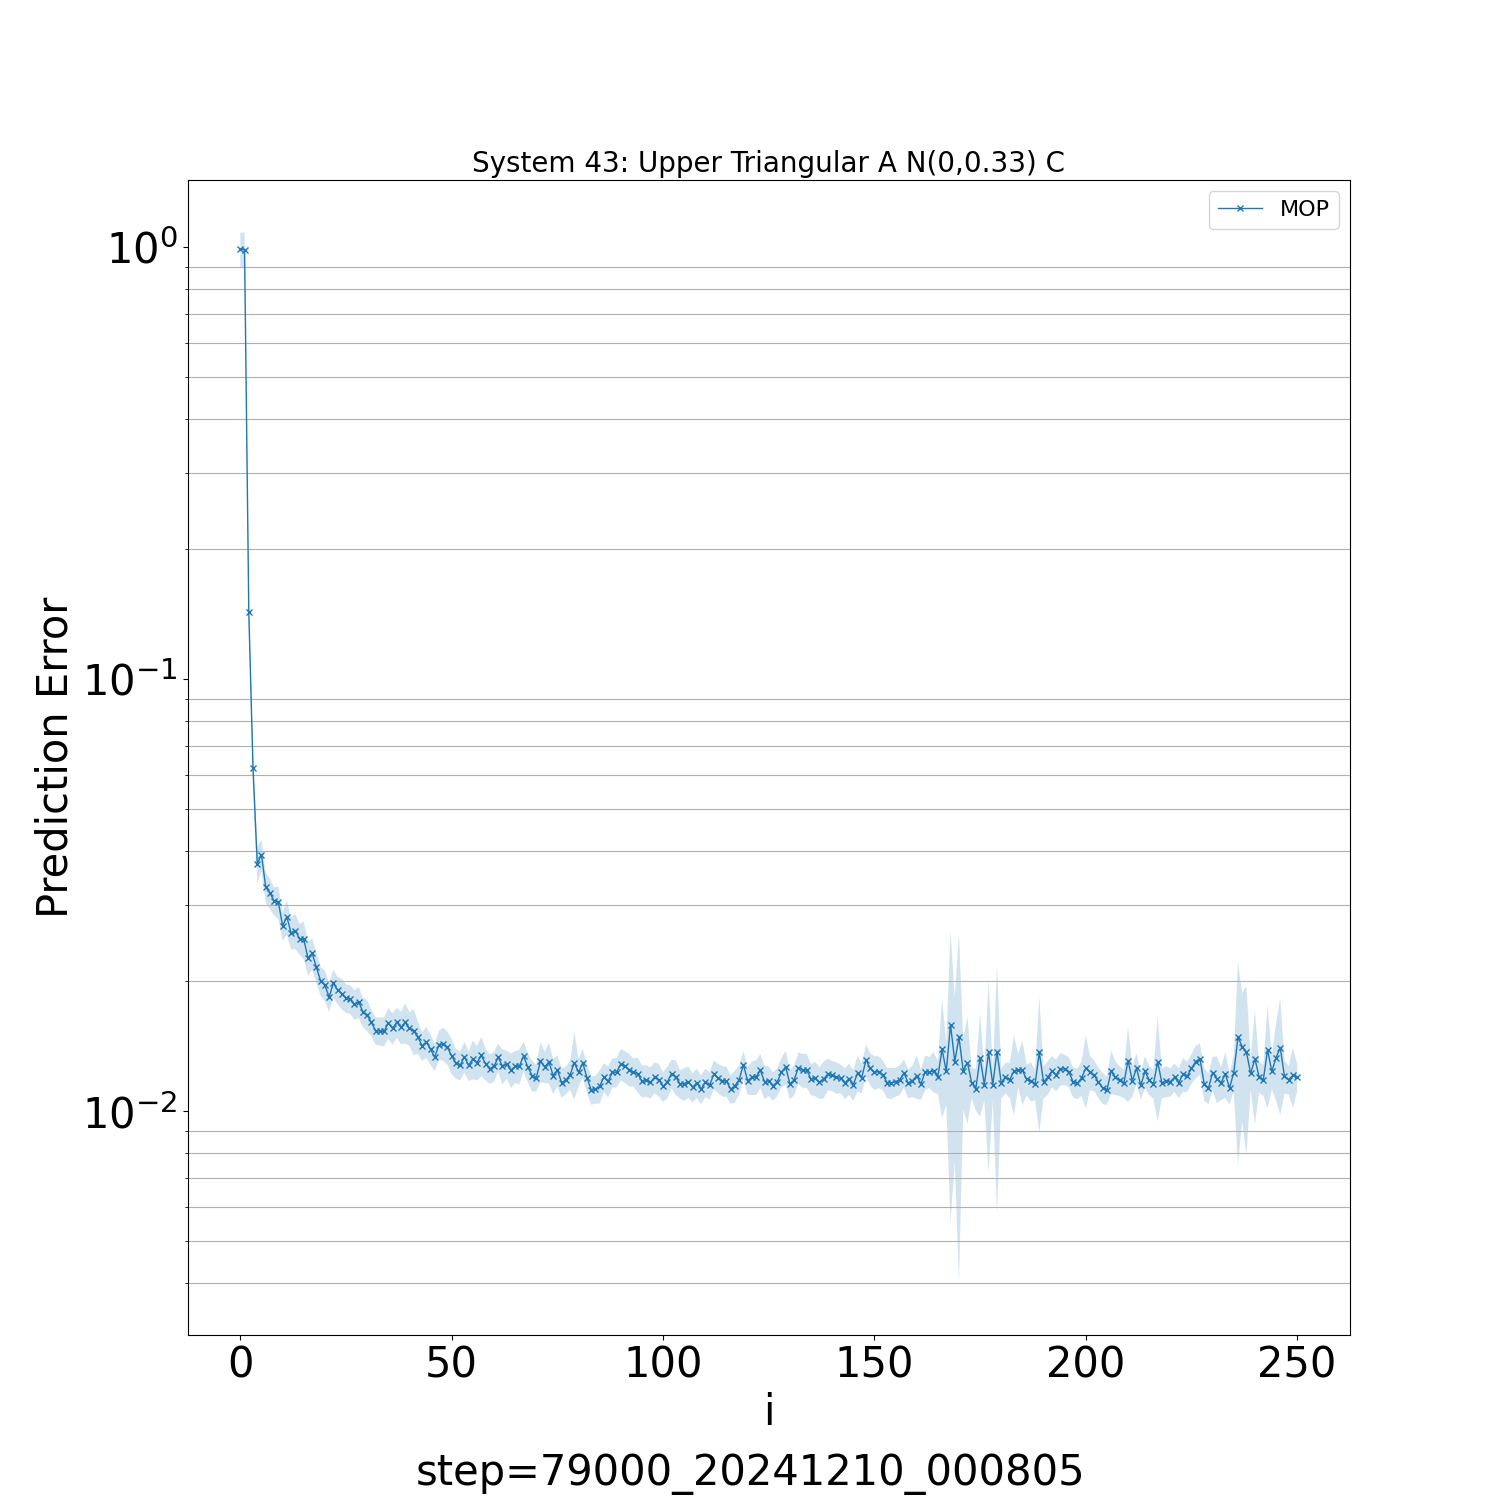 System 43: Upper Triangular A N(0,0.33) C
MOP
10⁰
10⁻¹
10⁻²
Prediction Error
0 50 100 150 200 250
i
step=79000_20241210_000805